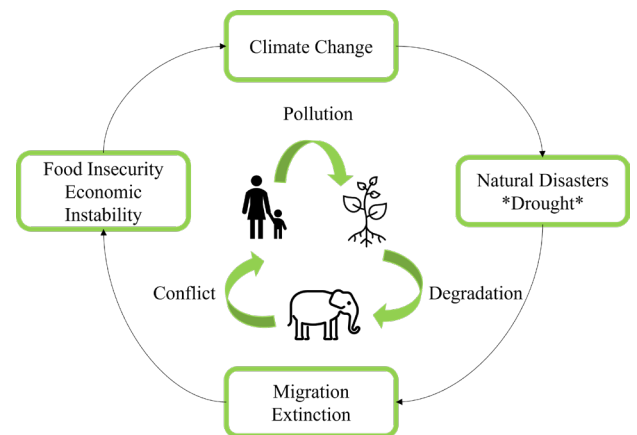 Climate Change
Pollution
Food Insecurity
Economic
Instability
Natural Disasters
*Drought*
Conflict
Degradation
Migration
Extinction